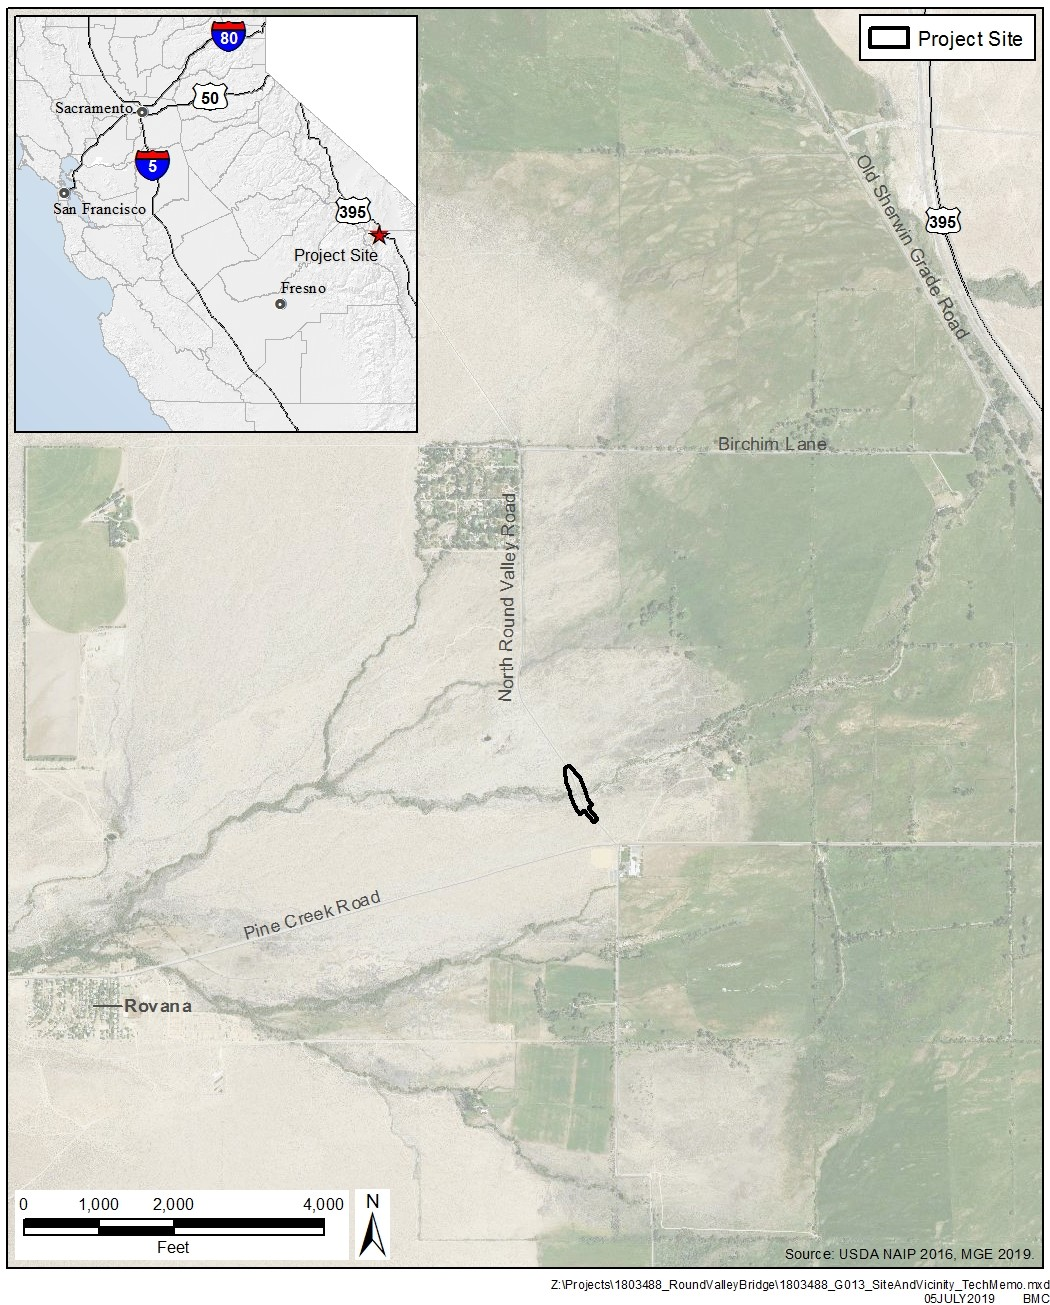 80
Sacramento
50
5
San Francisco
395
Project Site
Fresno
Project Site
Old Sherwin Grade Road
395
Birchim Lane
North Round Valley Road
Pine Creek Road
Rovana
0 1,000 2,000 4,000
Feet
N
Source: USDA NAIP 2016, MGE 2019.
Z:\Projects\1803488_RoundValleyBridge\1803488_G013_SiteAndVicinity_TechMemo.mxd
05JULY2019 BMC